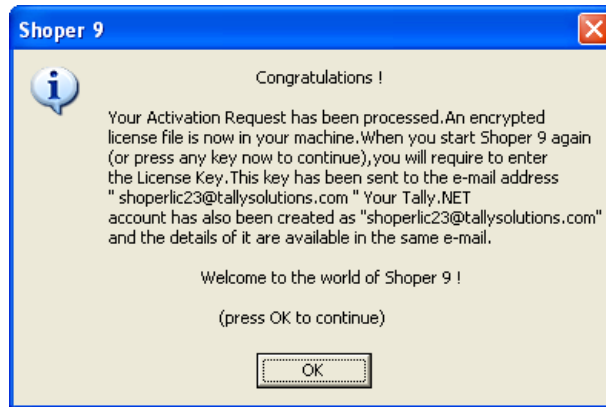 Shoper 9
Congratulations !
Your Activation Request has been processed.An encrypted
license file is now in your machine.When you start Shoper 9 again
(or press any key now to continue),you will require to enter
the License Key.This key has been sent to the e-mail address
" shoperlic23@tallysolutions.com " Your Tally.NET
account has also been created as "shoperlic23@tallysolutions.com"
and the details of it are available in the same e-mail.
Welcome to the world of Shoper 9 !
(press OK to continue)
OK